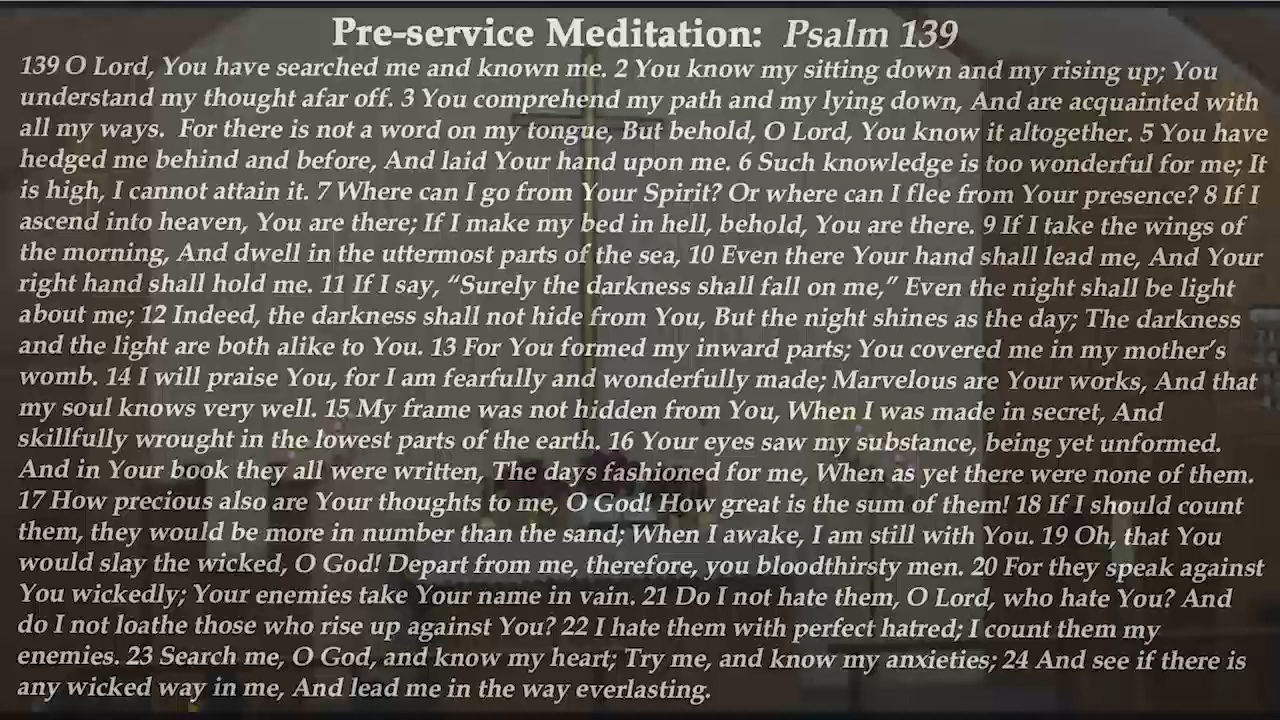 Pre-service Meditation: Psalm 139
139 O Lord, You have searched me and known me. 2 You know my sitting down and my rising up; You
understand my thought afar off. 3 You comprehend my path and my lying down, And are acquainted with
all my ways. For there is not a word on my tongue, But behold, O Lord, You know it altogether. 5 You have
hedged me behind and before, And laid Your hand upon me. 6 Such knowledge is too wonderful for me; It
is high, I cannot attain it. 7 Where can I go from Your Spirit? Or where can I flee from Your presence? 8 If I
ascend into heaven, You are there; If I make my bed in hell, behold, You are there. 9 If I take the wings of
the morning, And dwell in the uttermost parts of the sea, 10 Even there Your hand shall lead me, And Your
right hand shall hold me. 11 If I say, “Surely the darkness shall fall on me,” Even the night shall be light
about me; 12 Indeed, the darkness shall not hide from You, But the night shines as the day; The darkness
and the light are both alike to You. 13 For You formed my inward parts; You covered me in my mother’s
womb. 14 I will praise You, for I am fearfully and wonderfully made; Marvelous are Your works, And that
my soul knows very well. 15 My frame was not hidden from You, When I was made in secret, And
skillfully wrought in the lowest parts of the earth. 16 Your eyes saw my substance, being yet unformed.
And in Your book they all were written, The days fashioned for me, When as yet there were none of them.
17 How precious also are Your thoughts to me, O God! How great is the sum of them! 18 If I should count
them, they would be more in number than the sand; When I awake, I am still with You. 19 Oh, that You
would slay the wicked, O God! Depart from me, therefore, you bloodthirsty men. 20 For they speak against
You wickedly; Your enemies take Your name in vain. 21 Do I not hate them, O Lord, who hate You? And
do I not loathe those who rise up against You? 22 I hate them with perfect hatred; I count them my
enemies. 23 Search me, O God, and know my heart; Try me, and know my anxieties; 24 And see if there is
any wicked way in me, And lead me in the way everlasting.